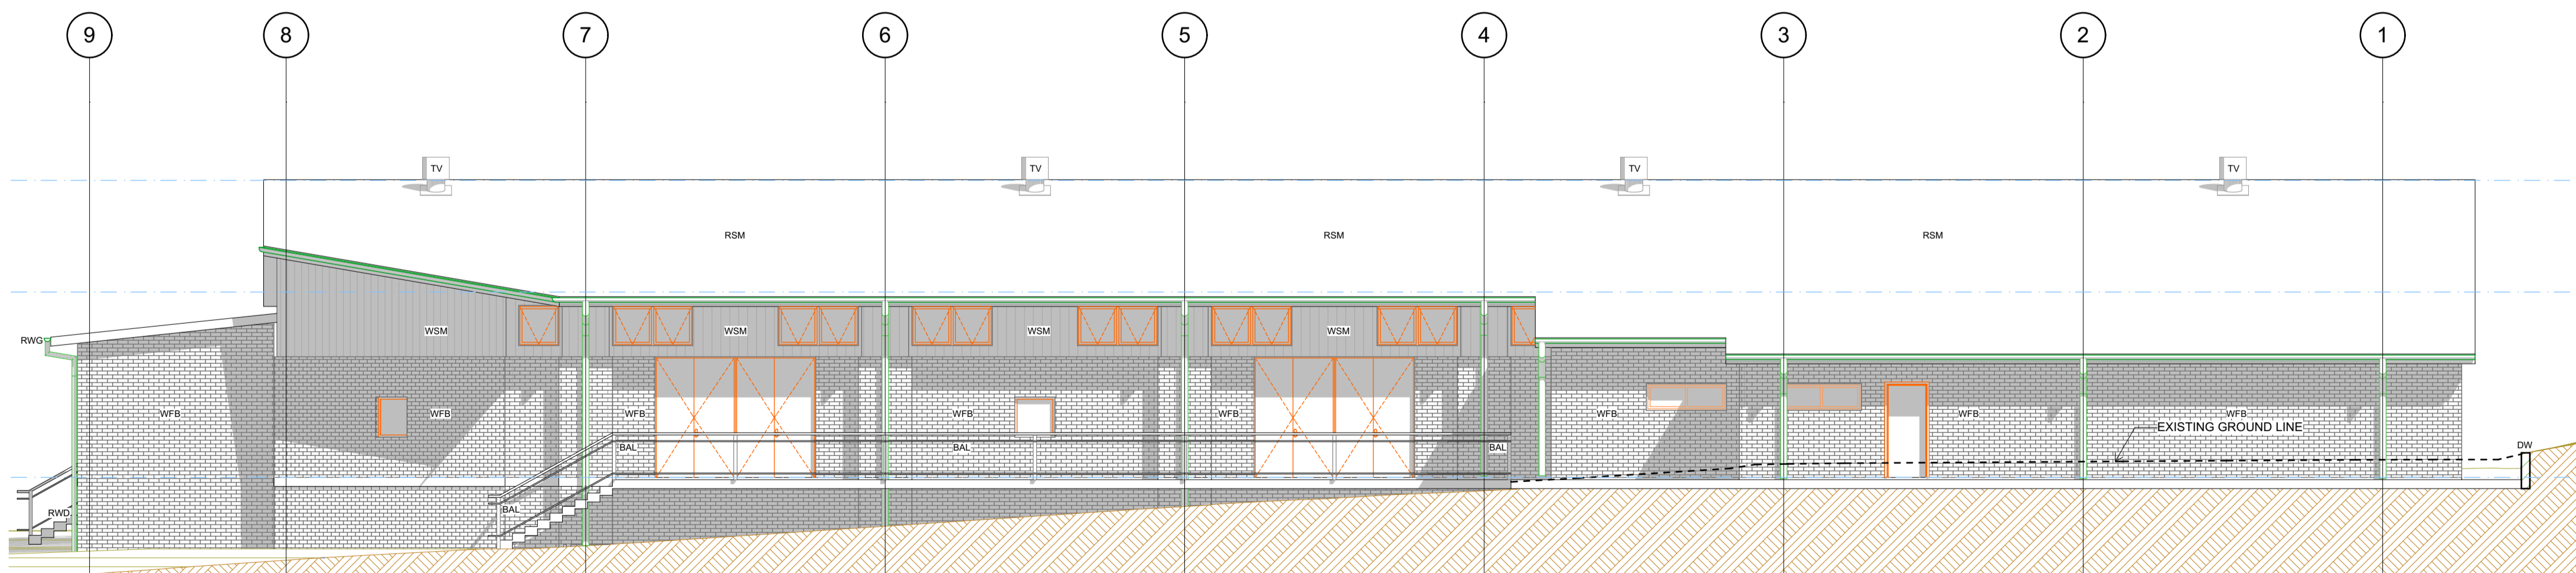 9 8 7 6 5 4 3 2 1
TV TV TV TV
RSM RSM RSM
WSM WSM WSM WSM
RWG
WFB WFB WFB WFB WFB WFB WFB WFB
EXISTING GROUND LINE
BAL BAL BAL
DW
RWD BAL